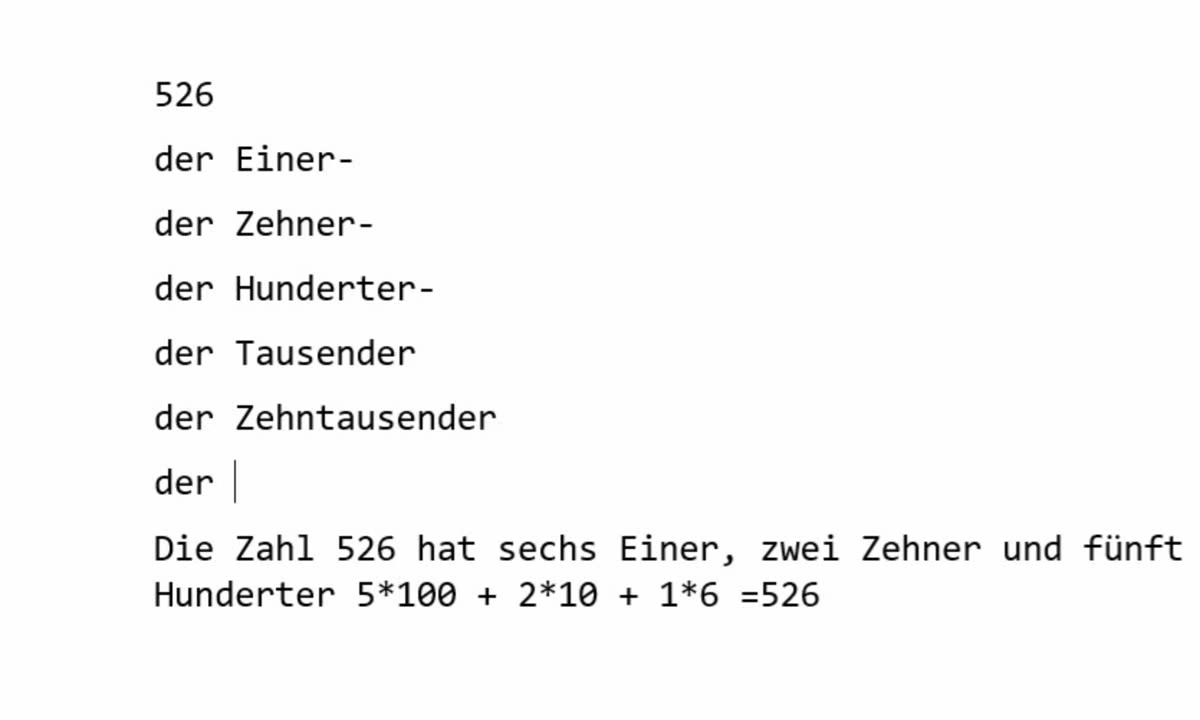 526
der Einer-
der Zehner-
der Hunderter-
der Tausender
der Zehntausender
der
Die Zahl 526 hat sechs Einer, zwei Zehner und fünft
Hunderter 5*100 + 2*10 + 1*6 =526